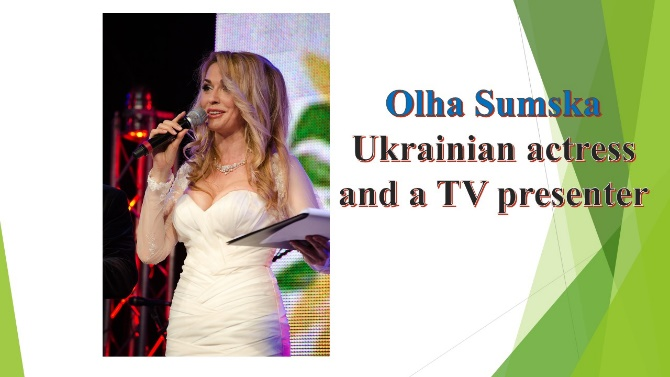 Olha Sumska
Ukrainian actress
and a TV presenter